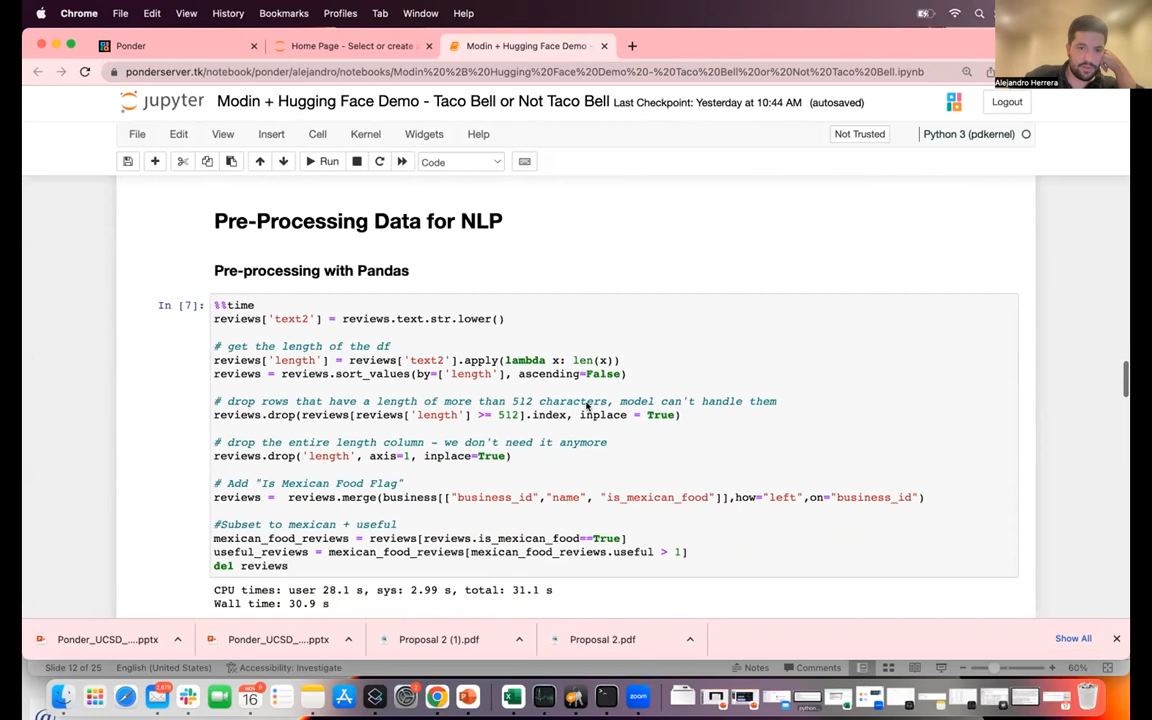 Chrome File Edit View History Bookmarks Profiles Tab Window Help
Ponder
Home Page - Select or create
Modin + Hugging Face Demo -
ponderserver.tk/notebook/ponder/alejandro/notebooks/Modin%20%2B%20Hugging%20Face%20Demo%20-%20Taco%20Bell%20or%20Not%20Taco%20Bell.ipynb
Alejandro Herrera
jupyter Modin + Hugging Face Demo - Taco Bell or Not Taco Bell Last Checkpoint: Yesterday at 10:44 AM (autosaved)
Logout
File Edit View Insert Cell Kernel Widgets Help
Not Trusted
Python 3 (pdkernel)
Run
Code
Pre-Processing Data for NLP
Pre-processing with Pandas
In [7]:
%%time
reviews['text2'] = reviews.text.str.lower()
# get the length of the df
reviews['length'] = reviews['text2'].apply(lambda x: len(x))
reviews = reviews.sort_values(by=['length'], ascending=False)
# drop rows that have a length of more than 512 characters, model can't handle them
reviews.drop(reviews[reviews['length'] >= 512].index, inplace = True)
# drop the entire length column - we don't need it anymore
reviews.drop('length', axis=1, inplace=True)
# Add "Is Mexican Food Flag"
reviews =  reviews.merge(business[["business_id","name", "is_mexican_food"]],how="left",on="business_id")
#Subset to mexican + useful
mexican_food_reviews = reviews[reviews.is_mexican_food==True]
useful_reviews = mexican_food_reviews[mexican_food_reviews.useful > 1]
del reviews
CPU times: user 28.1 s, sys: 2.99 s, total: 31.1 s
Wall time: 30.9 s
Ponder_UCSD_....pptx
Ponder_UCSD_....pptx
Proposal 2 (1).pdf
Proposal 2.pdf
Show All
Slide 12 of 25
English (United States)
Accessibility: Investigate
Notes
Comments
60%
NOV
16
zoom